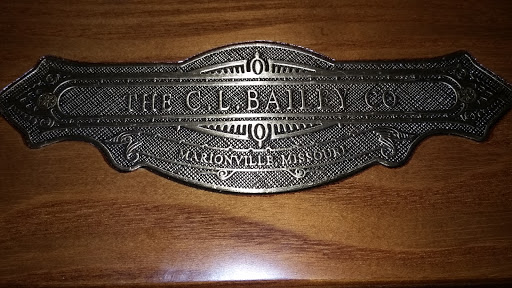 THE C.L. BAILEY CO.
MARIONVILLE, MISSOURI